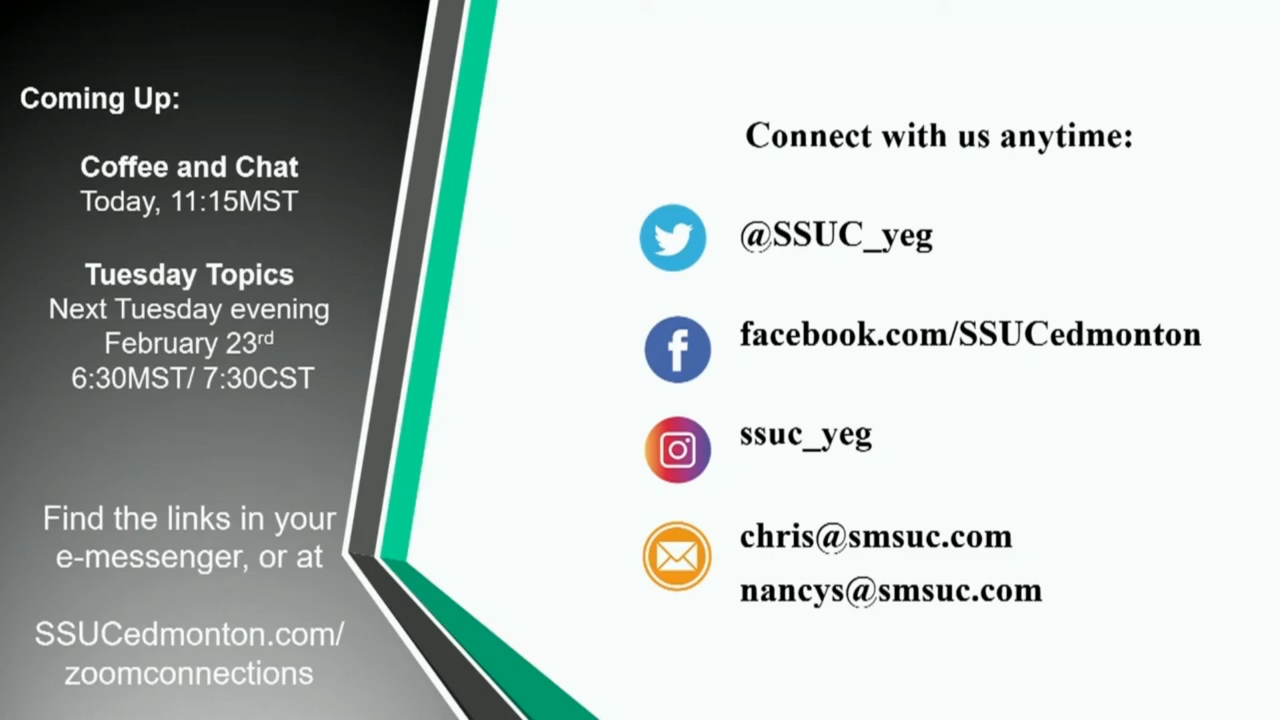 Coming Up:
Coffee and Chat
Today, 11:15MST
Tuesday Topics
Next Tuesday evening
February 23rd
6:30MST/ 7:30CST
Find the links in your
e-messenger, or at
SSUCedmonton.com/
zoomconnections
Connect with us anytime:
@SSUC_yeg
facebook.com/SSUCedmonton
ssuc_yeg
chris@smsuc.com
nancys@smsuc.com